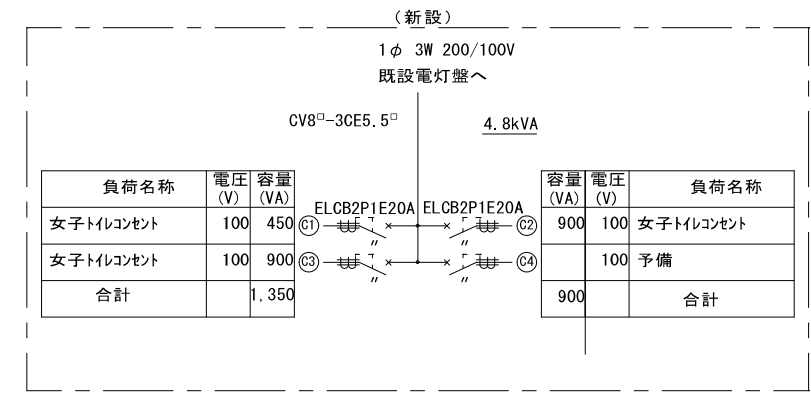 (新設)
1φ 3W 200/100V
既設電灯盤へ
CV8□-3CE5.5□
4.8kVA
負荷名称 電圧(V) 容量(VA)
女子トイレコンセント 100 450
女子トイレコンセント 100 900
合計 1,350
ELCB2P1E20A ELCB2P1E20A
C1 C2
〃 〃
C3 C4
〃 〃
容量(VA) 電圧(V) 負荷名称
900 100 女子トイレコンセント
100 予備
900 合計